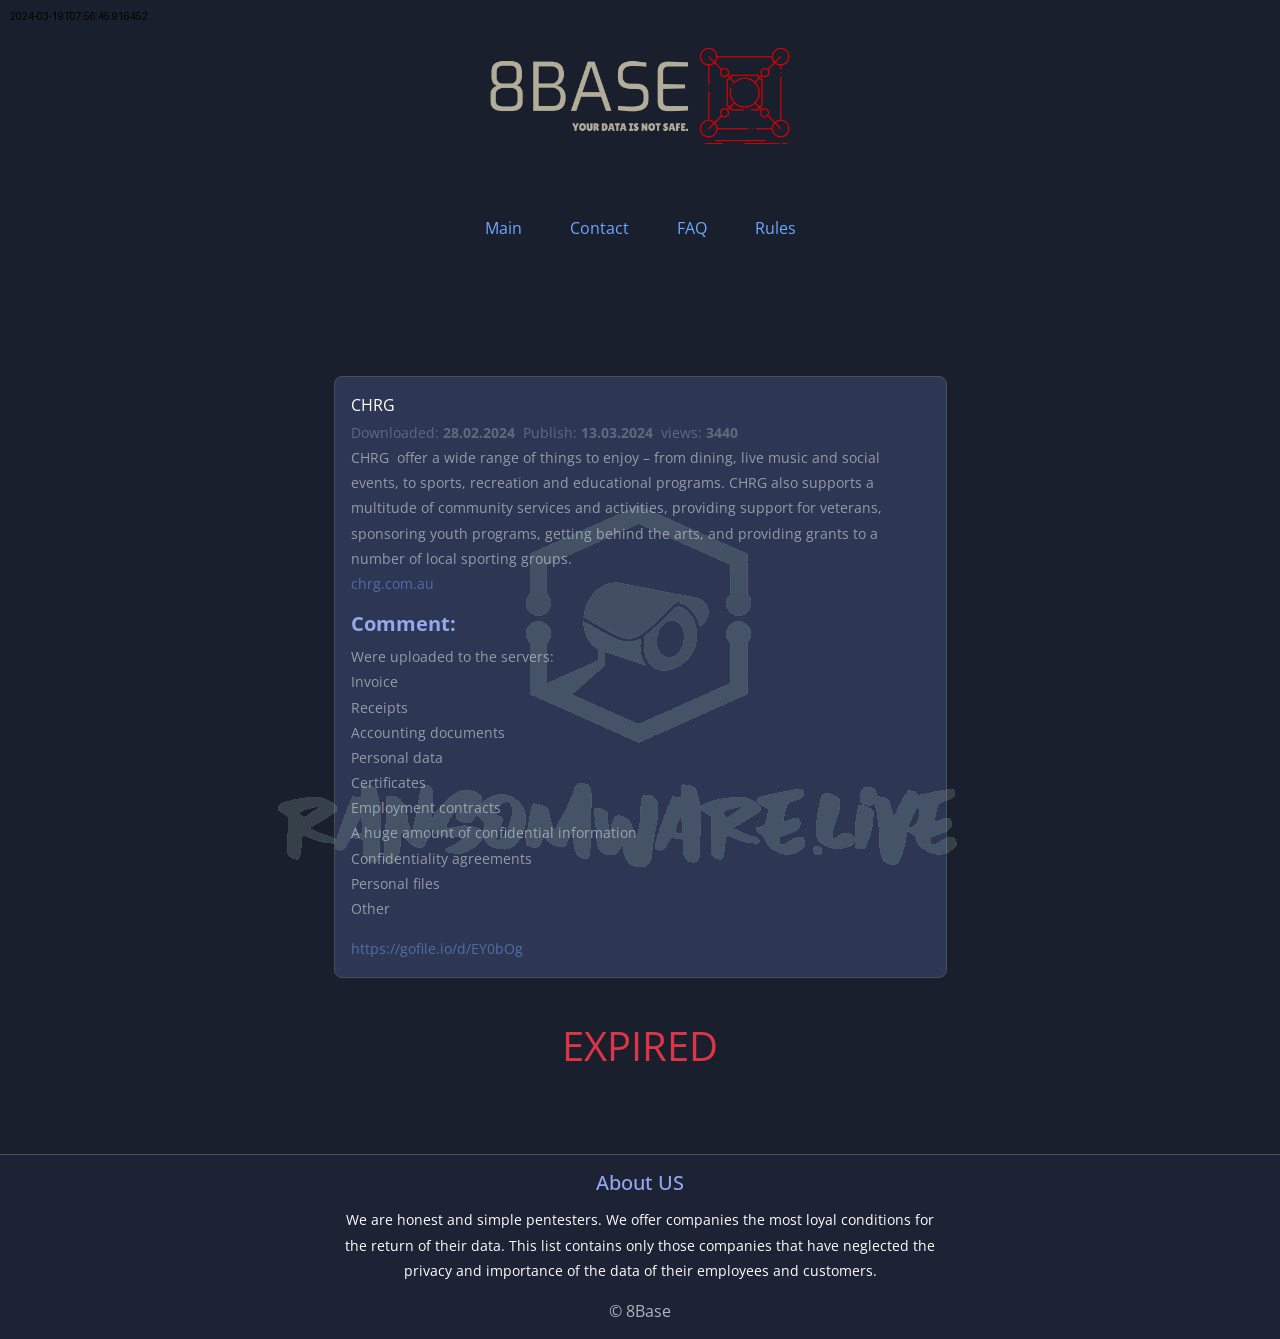 2024-03-19T07:56:45.916452
8BASE
YOUR DATA IS NOT SAFE.
Main Contact FAQ Rules
CHRG
Downloaded: 28.02.2024 Publish: 13.03.2024 views: 3440
CHRG offer a wide range of things to enjoy – from dining, live music and social
events, to sports, recreation and educational programs. CHRG also supports a
multitude of community services and activities, providing support for veterans,
sponsoring youth programs, getting behind the arts, and providing grants to a
number of local sporting groups.
chrg.com.au
Comment:
Were uploaded to the servers:
Invoice
Receipts
Accounting documents
Personal data
Certificates
Employment contracts
RANSOMWARE.LIVE
A huge amount of confidential information
Confidentiality agreements
Personal files
Other
https://gofile.io/d/EY0bOg
EXPIRED
About US
We are honest and simple pentesters. We offer companies the most loyal conditions for
the return of their data. This list contains only those companies that have neglected the
privacy and importance of the data of their employees and customers.
© 8Base